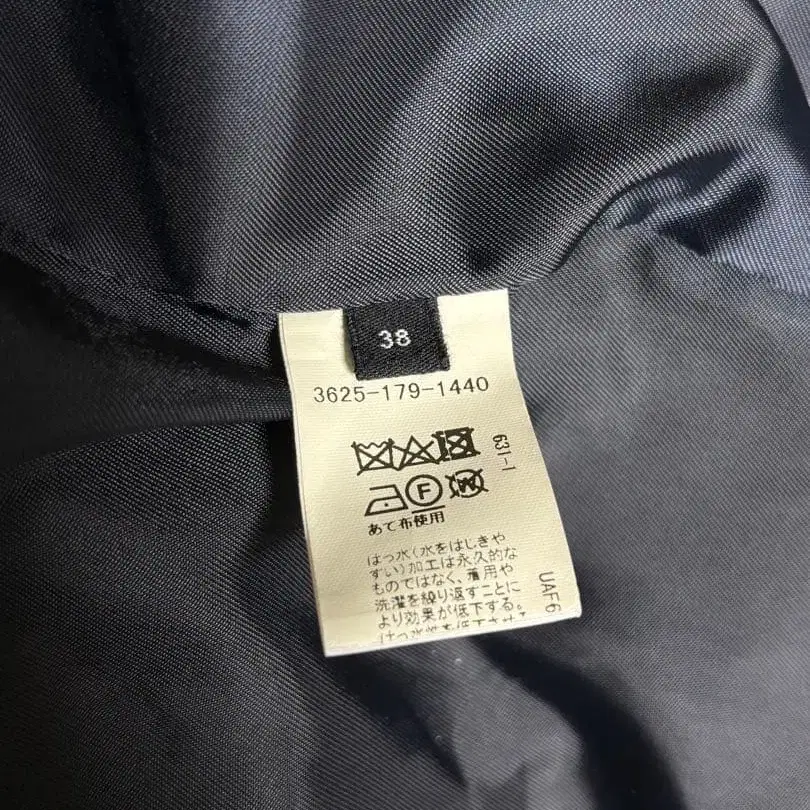 38
3625-179-1440
631-1
F
W
あて布使用
はっ水(水をはじきや
すい)加工は永久的な
ものではなく、着用や
洗濯を繰り返すことに
より効果が低下する。
UAF6